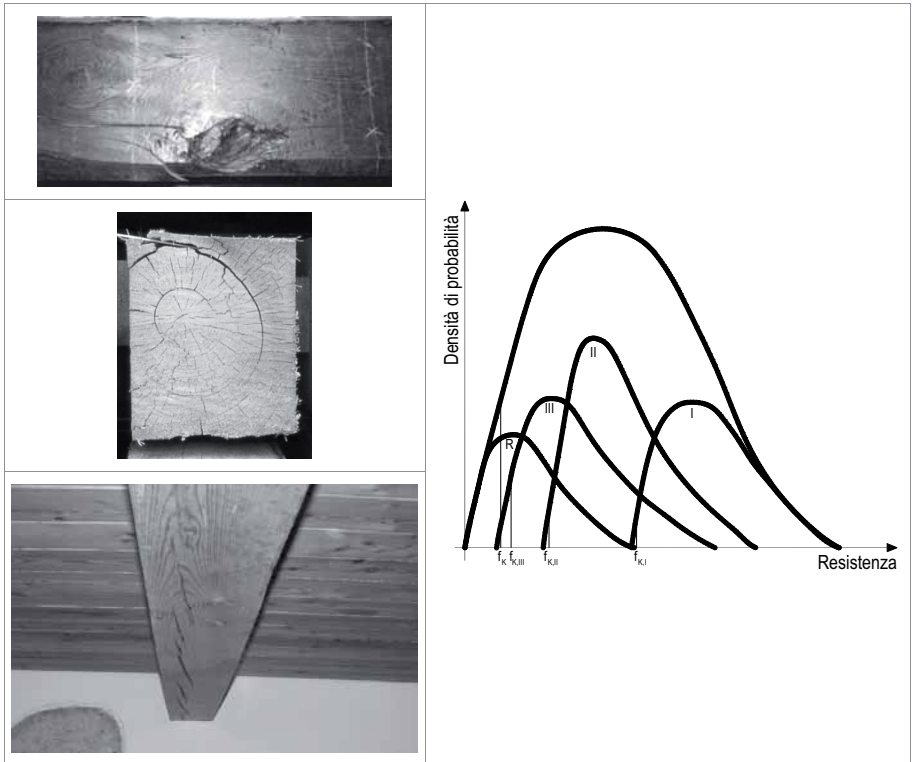 Densità di probabilità
II
III
I
R
fK fK,III fK,II fK,I
Resistenza